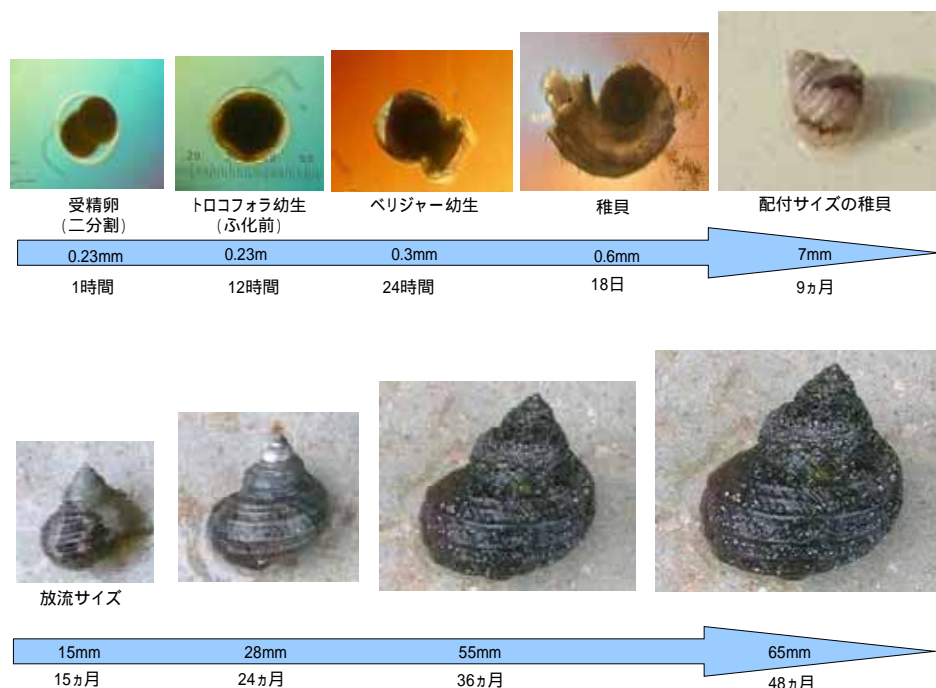 受精卵
(二分割)
トロコフォラ幼生
(ふ化前)
ベリジャー幼生
稚貝
配付サイズの稚貝
0.23mm
0.23m
0.3mm
0.6mm
7mm
1時間
12時間
24時間
18日
9ヵ月
放流サイズ
15mm
28mm
55mm
65mm
15ヵ月
24ヵ月
36ヵ月
48ヵ月